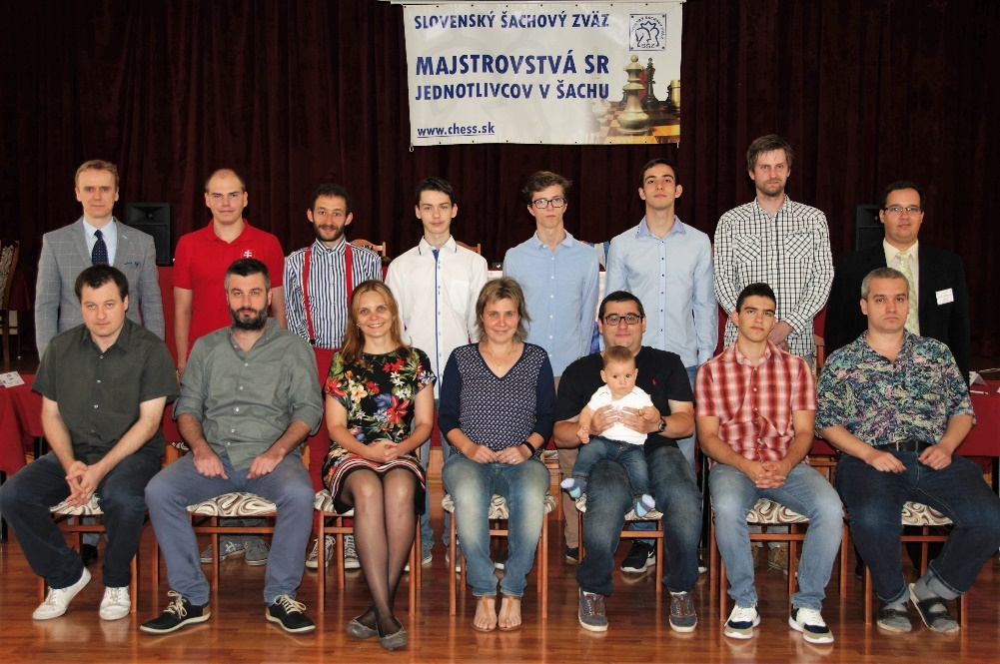 SLOVENSKÝ ŠACHOVÝ ZVÄZ
MAJSTROVSTVÁ SR
JEDNOTLIVCOV V ŠACHU
www.chess.sk